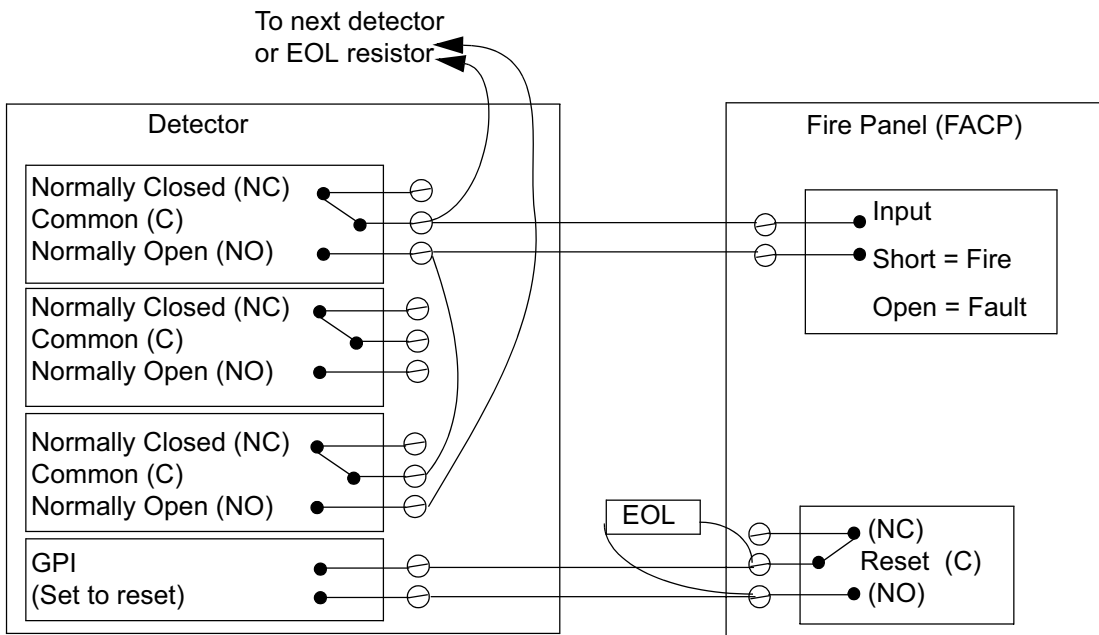 To next detector
or EOL resistor
Detector
Normally Closed (NC)
Common (C)
Normally Open (NO)
Normally Closed (NC)
Common (C)
Normally Open (NO)
Normally Closed (NC)
Common (C)
Normally Open (NO)
GPI
(Set to reset)
EOL
Fire Panel (FACP)
Input
Short = Fire
Open = Fault
(NC)
Reset (C)
(NO)